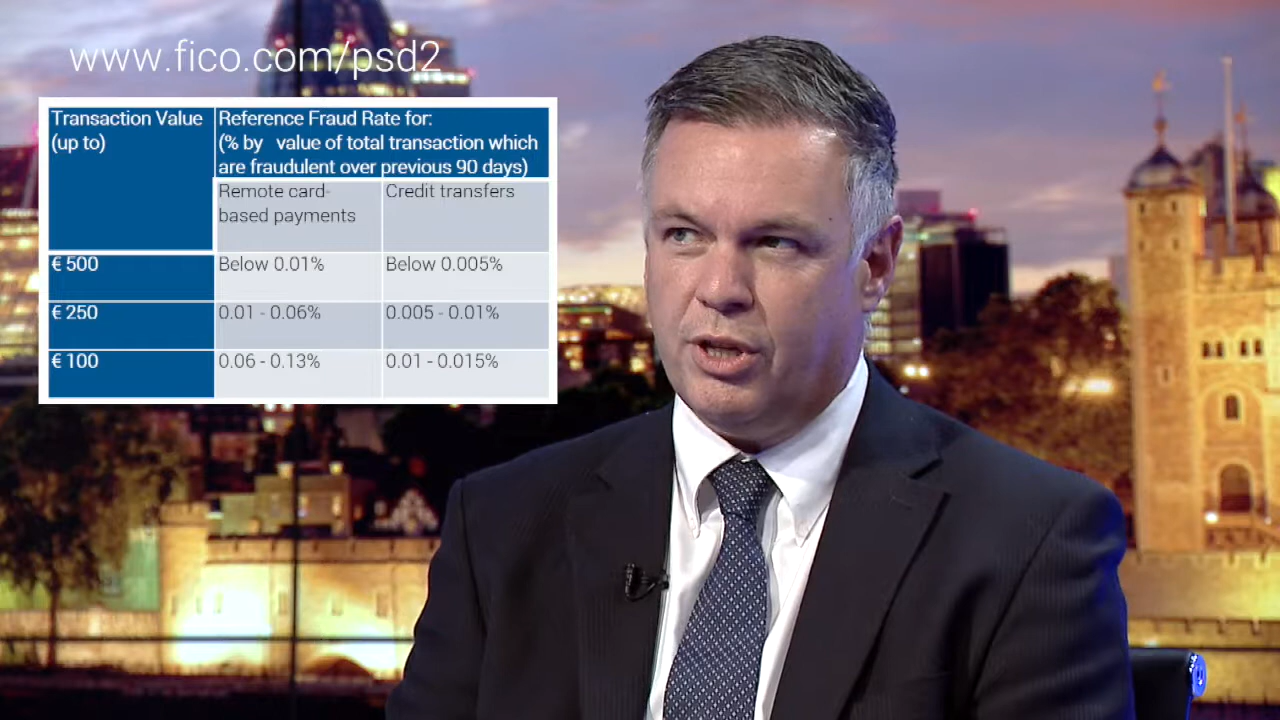 www.fico.com/psd2
Transaction Value
(up to)
Reference Fraud Rate for:
(% by value of total transaction which
are fraudulent over previous 90 days)
Remote card-
based payments
Credit transfers
€ 500
Below 0.01%
Below 0.005%
€ 250
0.01 - 0.06%
0.005 - 0.01%
€ 100
0.06 - 0.13%
0.01 - 0.015%